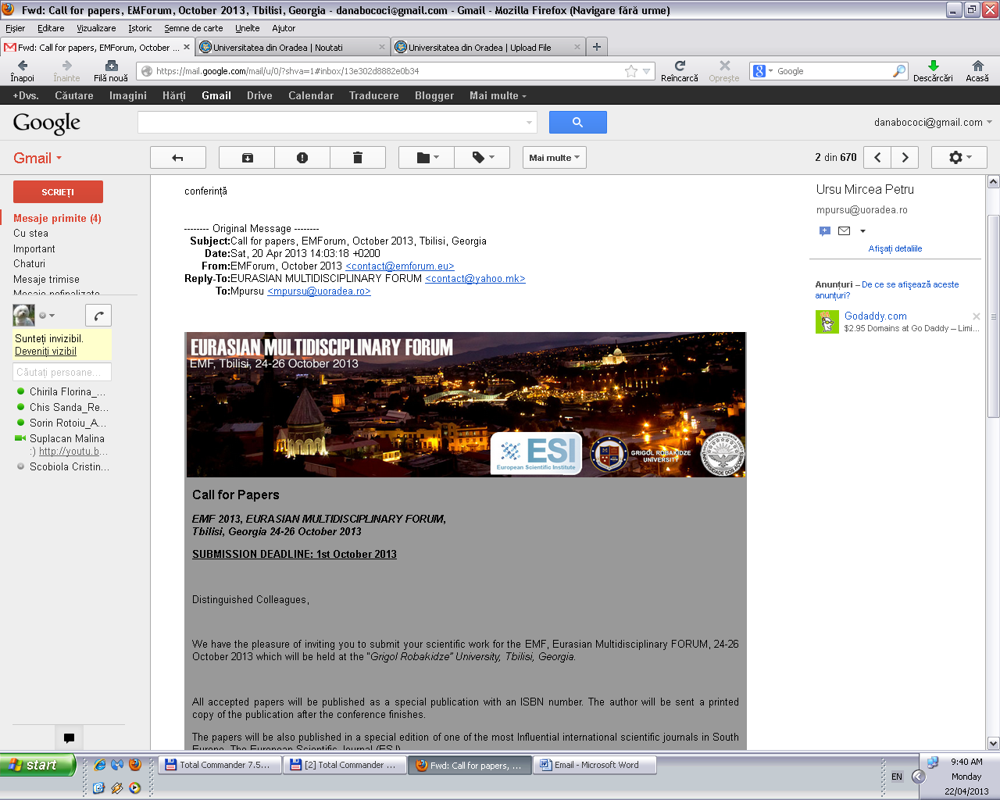 Fwd: Call for papers, EMForum, October 2013, Tbilisi, Georgia - danabococi@gmail.com - Gmail - Mozilla Firefox (Navigare fără urme)
Fișier Editare Vizualizare Istoric Semne de carte Unelte Ajutor
Fwd: Call for papers, EMForum, October ... Universitatea din Oradea | Noutati Universitatea din Oradea | Upload File
Înapoi Înainte Filă nouă https://mail.google.com/mail/u/0/?shva=1#inbox/13e302d8882e0b34 Reîncarcă Oprește Google Descărcări Acasă
+Dvs. Căutare Imagini Hărți Gmail Drive Calendar Traducere Blogger Mai multe
Google danabococi@gmail.com
Gmail Mai multe 2 din 670
SCRIEȚI
Mesaje primite (4)
Cu stea
Important
Chaturi
Mesaje trimise
Mesaje nefinalizate
Sunteți invizibil.
Deveniți vizibil
Căutați persoane...
Chirila Florina_...
Chis Sanda_Re...
Sorin Rotoiu_A...
Suplacan Malina
:) http://youtu.b...
Scobiola Cristin...
conferință
-------- Original Message --------
Subject: Call for papers, EMForum, October 2013, Tbilisi, Georgia
Date: Sat, 20 Apr 2013 14:03:18 +0200
From: EMForum, October 2013 <contact@emforum.eu>
Reply-To: EURASIAN MULTIDISCIPLINARY FORUM <contact@yahoo.mk>
To: Mpursu <mpursu@uoradea.ro>
EURASIAN MULTIDISCIPLINARY FORUM
EMF, Tbilisi, 24-26 October 2013
ESI
European Scientific Institute
GRIGOL ROBAKIDZE
UNIVERSITY
Call for Papers
EMF 2013, EURASIAN MULTIDISCIPLINARY FORUM,
Tbilisi, Georgia 24-26 October 2013
SUBMISSION DEADLINE: 1st October 2013
Distinguished Colleagues,
We have the pleasure of inviting you to submit your scientific work for the EMF, Eurasian Multidisciplinary FORUM, 24-26
October 2013 which will be held at the "Grigol Robakidze" University, Tbilisi, Georgia.
All accepted papers will be published as a special publication with an ISBN number. The author will be sent a printed
copy of the publication after the conference finishes.
The papers will be also published in a special edition of one of the most Influential international scientific journals in South
Europe, The European Scientific Journal (ESJ)
Ursu Mircea Petru
mpursu@uoradea.ro
Afișați detaliile
Anunțuri – De ce se afișează aceste
anunțuri?
Godaddy.com
$2.95 Domains at Go Daddy – Limi...
start Total Commander 7.5... [2] Total Commander ... Fwd: Call for papers, ... Email - Microsoft Word EN
9:40 AM
Monday
22/04/2013